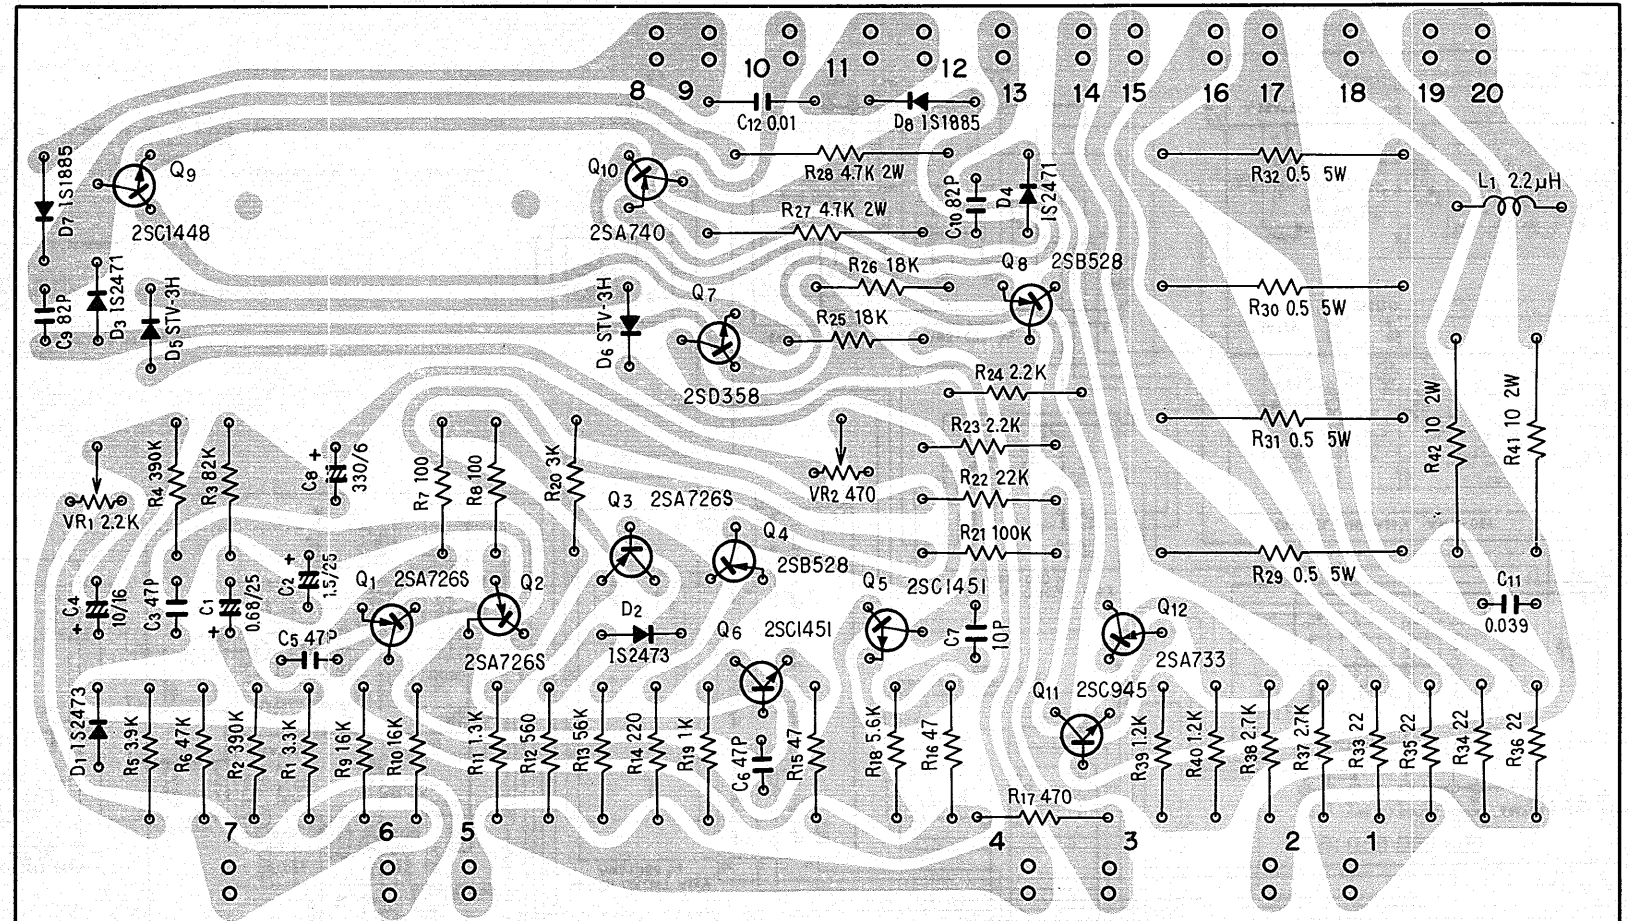 8 9 10 11 12 13 14 15 16 17 18 19 20
C12 0.01
D8 1S1885
D7 1S1885
Q9
2SC1448
Q10
2SA740
R28 4.7K 2W
R27 4.7K 2W
C10 82P
D4
1S2471
R32 0.5 5W
L1 2.2µH
C9 82P
D3 1S2471
D5 STV-3H
D6 STV-3H
Q7
2SD358
R26 18K
R25 18K
Q8
2SB528
R30 0.5 5W
R24 2.2K
R23 2.2K
R22 22K
R21 100K
R31 0.5 5W
R42 10 2W
R41 10 2W
VR1 2.2K
R4 390K
R3 82K
+
C8
330/6
R7 100
R8 100
R20 3K
VR2 470
Q3
2SA726S
Q4
2SB528
R29 0.5 5W
C4
+
10/16
C3 47P
C1
+
0.68/25
+
C2
1.5/25
Q1
2SA726S
Q2
2SA726S
C5 47P
D2
1S2473
Q6
2SC1451
Q5
2SC1451
C7
10P
Q12
2SA733
C11
0.039
Q11
2SC945
D1 1S2473
R5 3.9K
R6 47K
R2 390K
R1 3.3K
R9 16K
R10 16K
R11 1.3K
R12 560
R13 56K
R14 220
R19 1K
C6 47P
R15 47
R18 5.6K
R16 47
R17 470
R39 1.2K
R40 1.2K
R38 2.7K
R37 2.7K
R33 22
R35 22
R34 22
R36 22
7 6 5 4 3 2 1